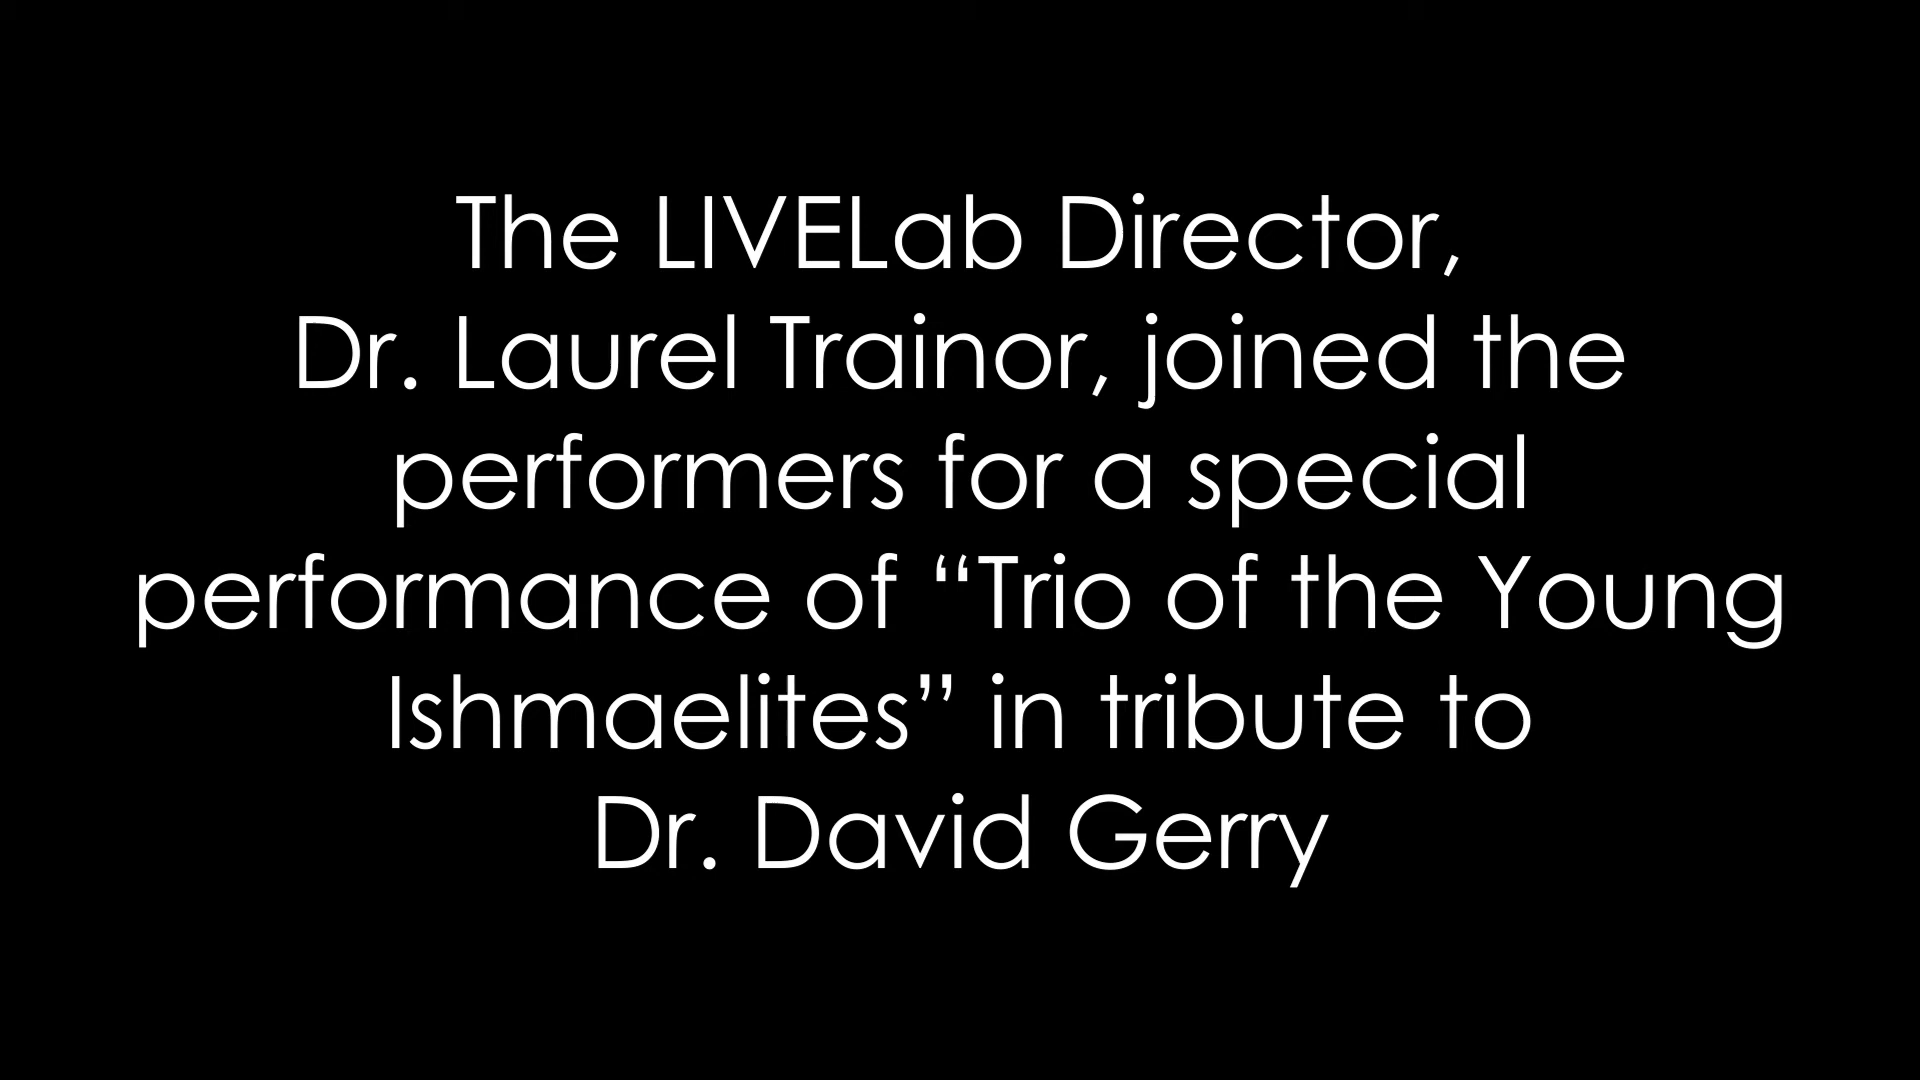 The LIVELab Director,
Dr. Laurel Trainor, joined the
performers for a special
performance of “Trio of the Young
Ishmaelites” in tribute to
Dr. David Gerry